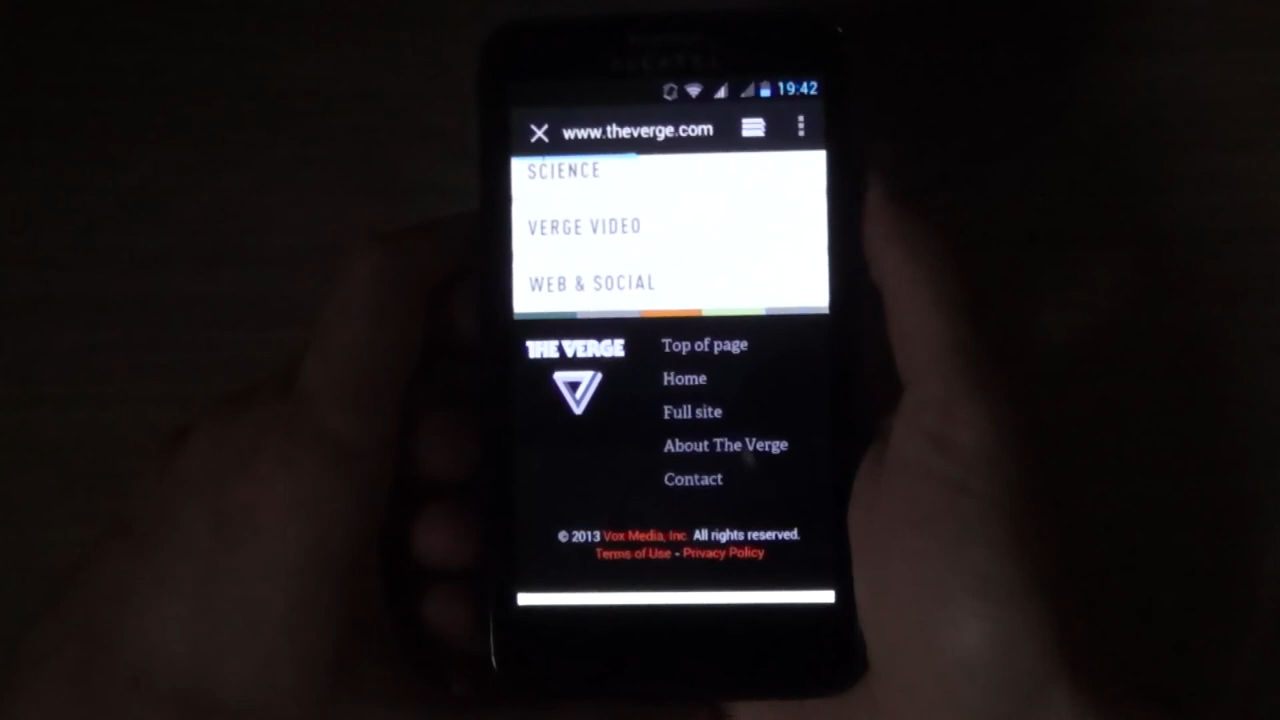 19:42
www.theverge.com
SCIENCE
VERGE VIDEO
WEB & SOCIAL
THE VERGE
Top of page
Home
Full site
About The Verge
Contact
© 2013 Vox Media, Inc. All rights reserved.
Terms of Use - Privacy Policy